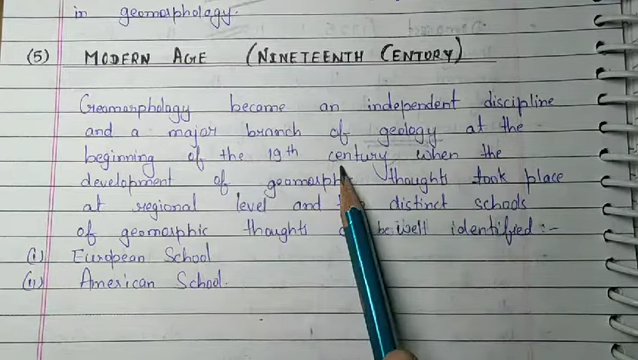 in geomorphology.
(5) MODERN AGE (NINETEENTH CENTORY)
Geomorphology become an independent discipline
and a major branch of geology at the
beginning of the 19th century when the
development of geomorphic thoughts took place
at regional level and distinct schools
of geomorphic thoughts be well identified :-
(i) European School
(ii) American School.